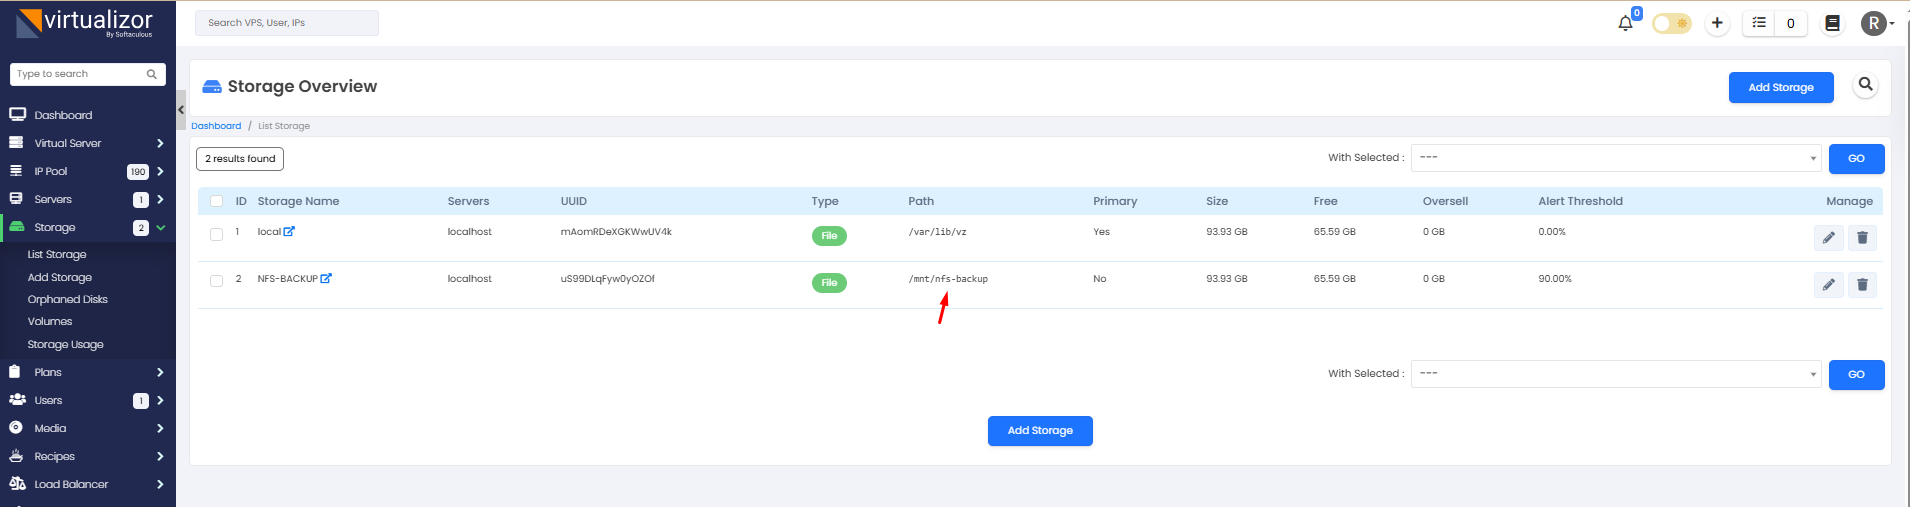 virtualizor
By Softaculous
Search VPS, User, IPs
0
0
R
Type to search
Dashboard
Virtual Server
IP Pool 190
Servers 1
Storage 2
List Storage
Add Storage
Orphaned Disks
Volumes
Storage Usage
Plans
Users 1
Media
Recipes
Load Balancer
Storage Overview
Add Storage
Dashboard / List Storage
2 results found
With Selected : --- GO
ID Storage Name Servers UUID Type Path Primary Size Free Oversell Alert Threshold Manage
1 local localhost mAomRDeXGKWwUV4k File /var/lib/vz Yes 93.93 GB 65.59 GB 0 GB 0.00%
2 NFS-BACKUP localhost uS99DLqFyw0yOZOf File /mnt/nfs-backup No 93.93 GB 65.59 GB 0 GB 90.00%
With Selected : --- GO
Add Storage